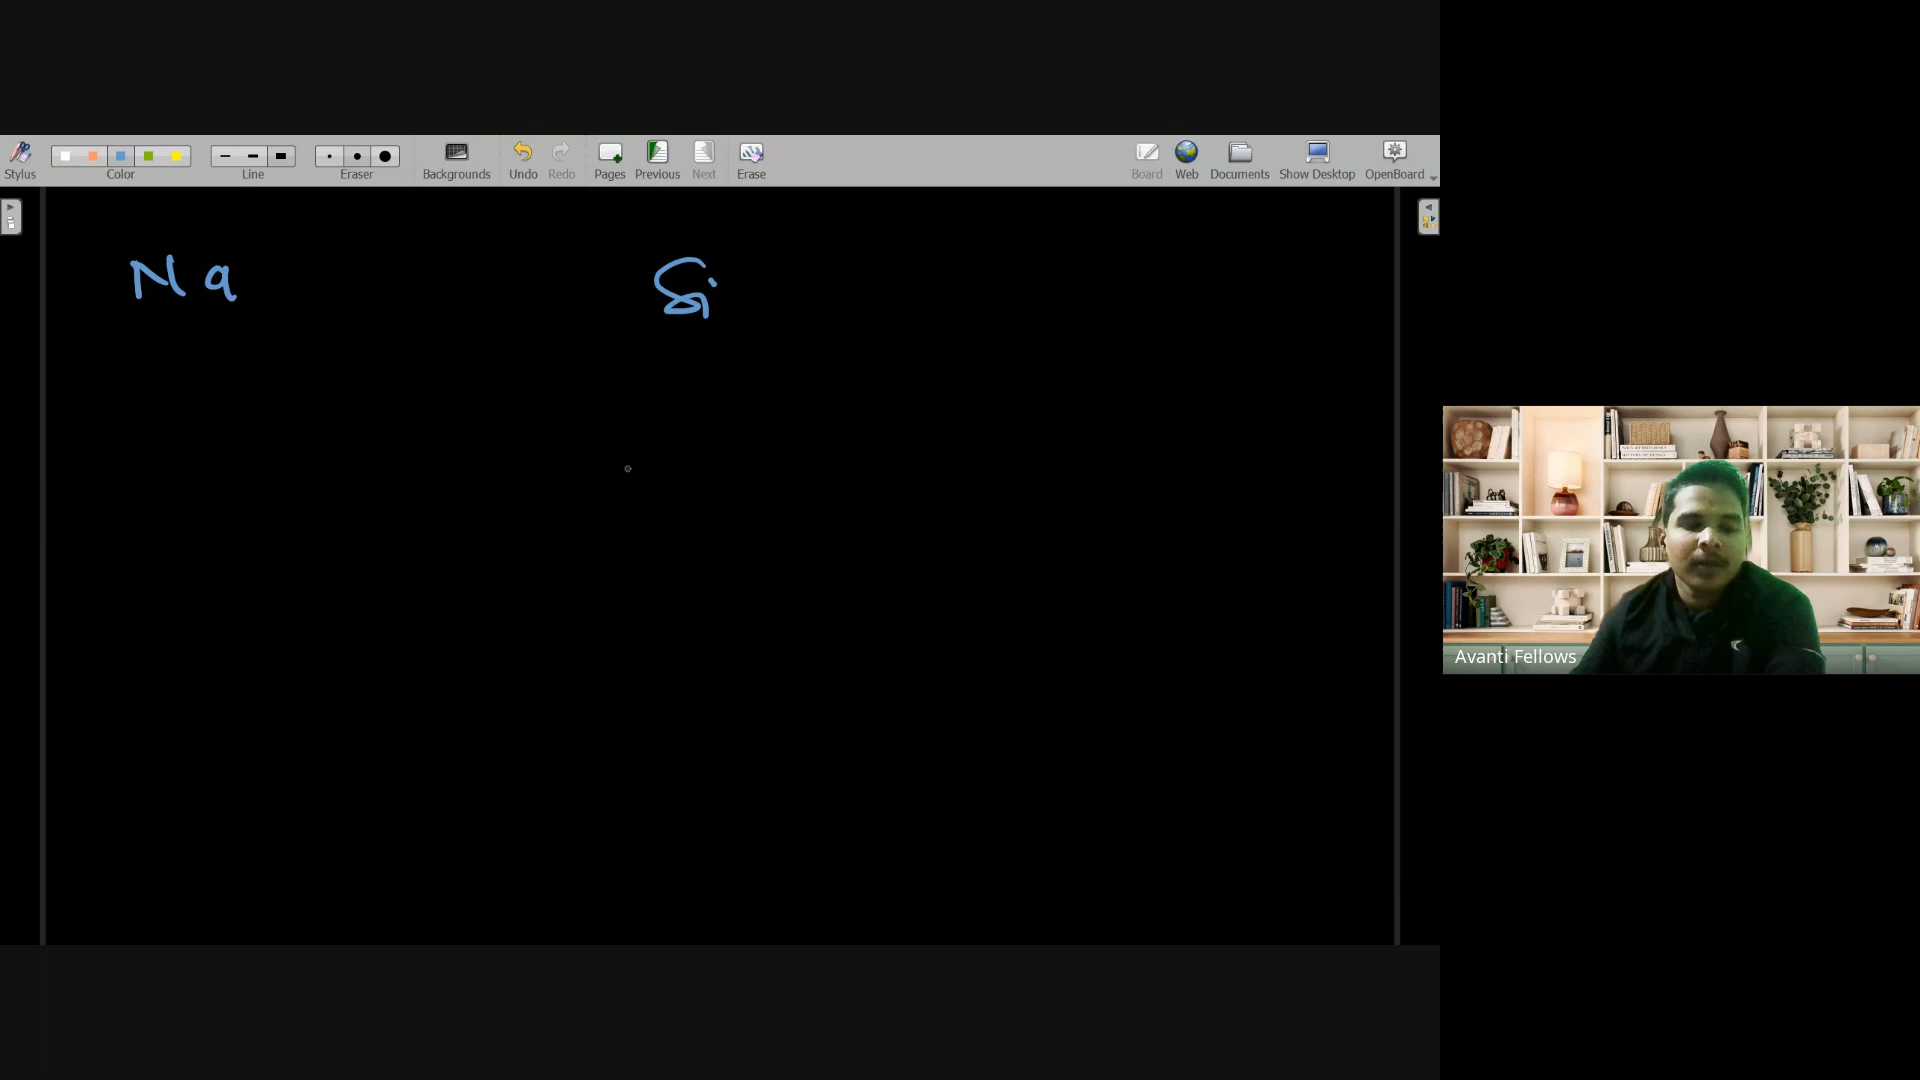 Stylus Color Line Eraser Backgrounds Undo Redo Pages Previous Next Erase Board Web Documents Show Desktop OpenBoard
Na Si
Avanti Fellows